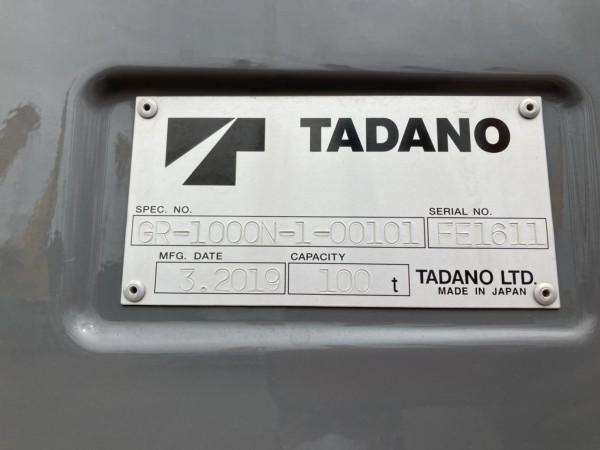 TADANO
SPEC. NO. SERIAL NO.
GR-1000N-1-00101 FE1611
MFG. DATE CAPACITY
3.2019 100 t TADANO LTD.
MADE IN JAPAN